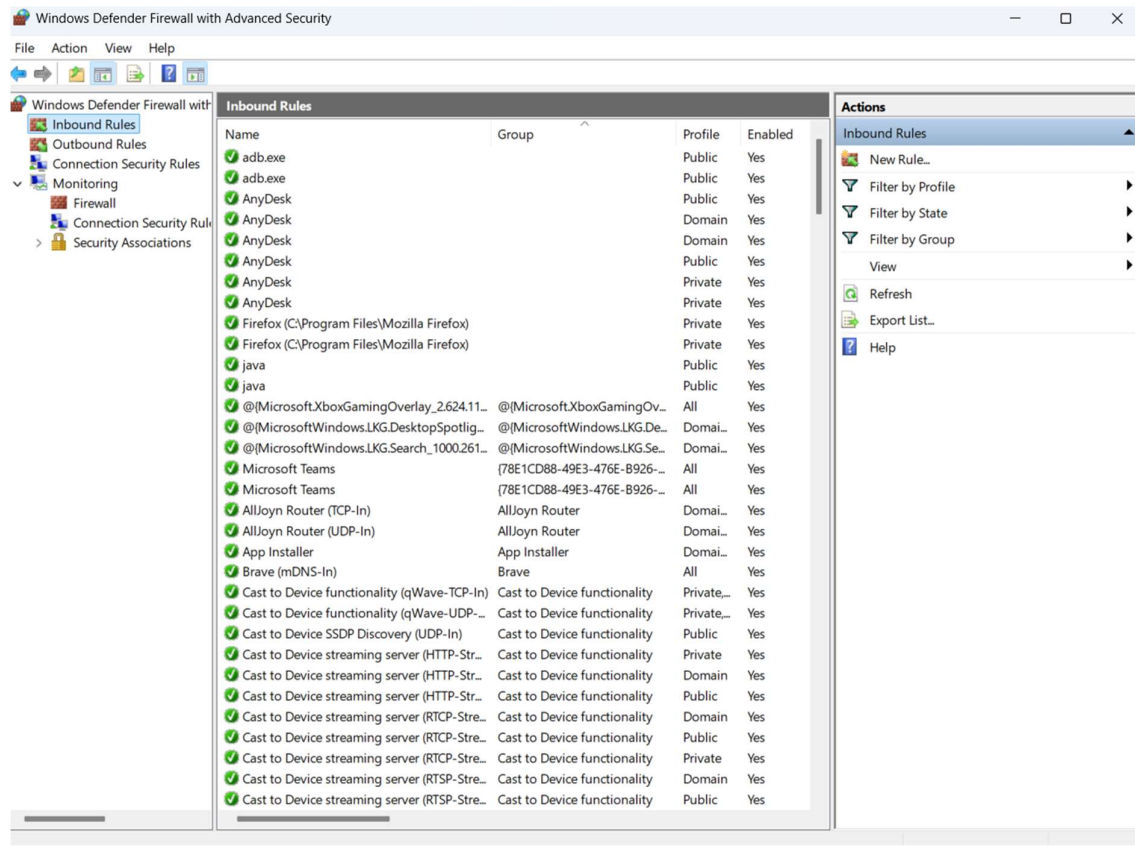 Windows Defender Firewall with Advanced Security
File Action View Help
Windows Defender Firewall with
Inbound Rules
Outbound Rules
Connection Security Rules
Monitoring
Firewall
Connection Security Rule
Security Associations
Inbound Rules
Name Group Profile Enabled
adb.exe Public Yes
adb.exe Public Yes
AnyDesk Public Yes
AnyDesk Domain Yes
AnyDesk Domain Yes
AnyDesk Public Yes
AnyDesk Private Yes
AnyDesk Private Yes
Firefox (C:\Program Files\Mozilla Firefox) Private Yes
Firefox (C:\Program Files\Mozilla Firefox) Private Yes
java Public Yes
java Public Yes
@{Microsoft.XboxGamingOverlay_2.624.11... @{Microsoft.XboxGamingOv... All Yes
@{MicrosoftWindows.LKG.DesktopSpotlig... @{MicrosoftWindows.LKG.De... Domai... Yes
@{MicrosoftWindows.LKG.Search_1000.261... @{MicrosoftWindows.LKG.Se... Domai... Yes
Microsoft Teams {78E1CD88-49E3-476E-B926-... All Yes
Microsoft Teams {78E1CD88-49E3-476E-B926-... All Yes
AllJoyn Router (TCP-In) AllJoyn Router Domai... Yes
AllJoyn Router (UDP-In) AllJoyn Router Domai... Yes
App Installer App Installer Domai... Yes
Brave (mDNS-In) Brave All Yes
Cast to Device functionality (qWave-TCP-In) Cast to Device functionality Private,... Yes
Cast to Device functionality (qWave-UDP-... Cast to Device functionality Private,... Yes
Cast to Device SSDP Discovery (UDP-In) Cast to Device functionality Public Yes
Cast to Device streaming server (HTTP-Str... Cast to Device functionality Private Yes
Cast to Device streaming server (HTTP-Str... Cast to Device functionality Domain Yes
Cast to Device streaming server (HTTP-Str... Cast to Device functionality Public Yes
Cast to Device streaming server (RTCP-Stre... Cast to Device functionality Domain Yes
Cast to Device streaming server (RTCP-Stre... Cast to Device functionality Public Yes
Cast to Device streaming server (RTCP-Stre... Cast to Device functionality Private Yes
Cast to Device streaming server (RTSP-Stre... Cast to Device functionality Domain Yes
Cast to Device streaming server (RTSP-Stre... Cast to Device functionality Public Yes
Actions
Inbound Rules
New Rule...
Filter by Profile
Filter by State
Filter by Group
View
Refresh
Export List...
Help